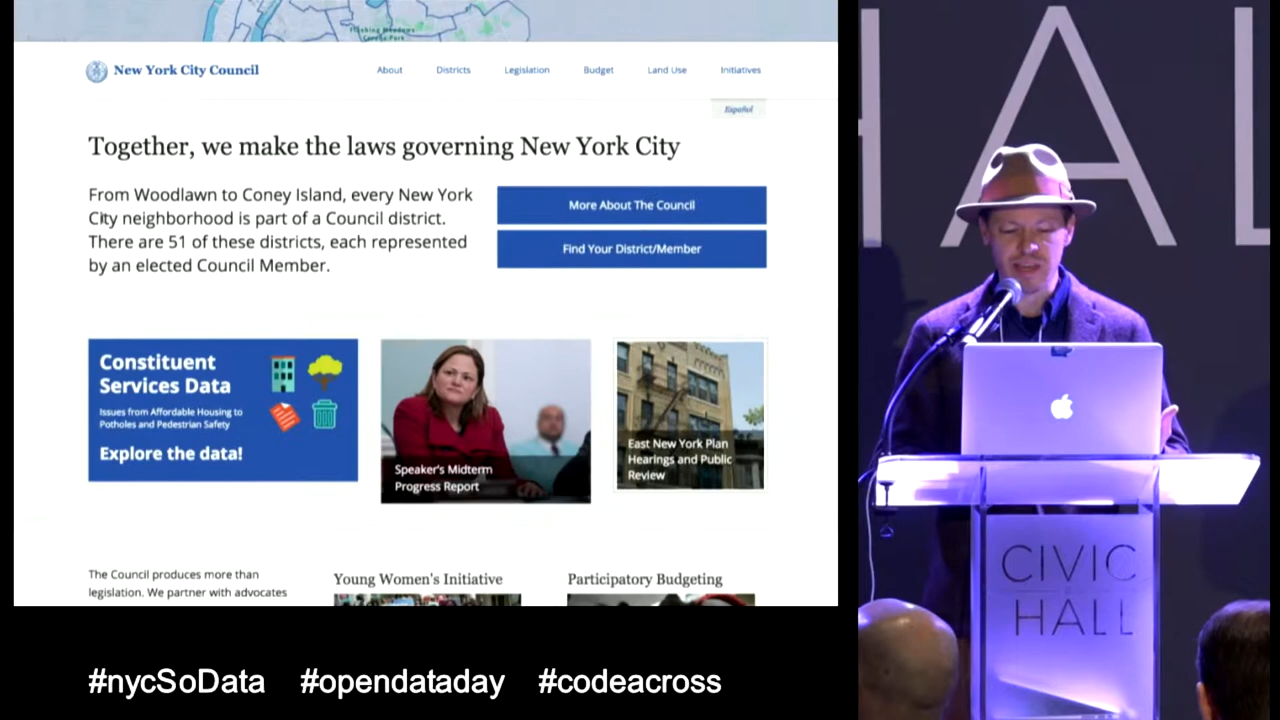 Flushing Meadows
Corona Park
New York City Council
About
Districts
Legislation
Budget
Land Use
Initiatives
Español
Together, we make the laws governing New York City
From Woodlawn to Coney Island, every New York
City neighborhood is part of a Council district.
There are 51 of these districts, each represented
by an elected Council Member.
More About The Council
Find Your District/Member
Constituent
Services Data
Issues from Affordable Housing to
Potholes and Pedestrian Safety
Explore the data!
Speaker's Midterm
Progress Report
East New York Plan
Hearings and Public
Review
The Council produces more than
legislation. We partner with advocates
Young Women's Initiative
Participatory Budgeting
#nycSoData #opendataday #codeacross
HAL
CIVIC
HALL